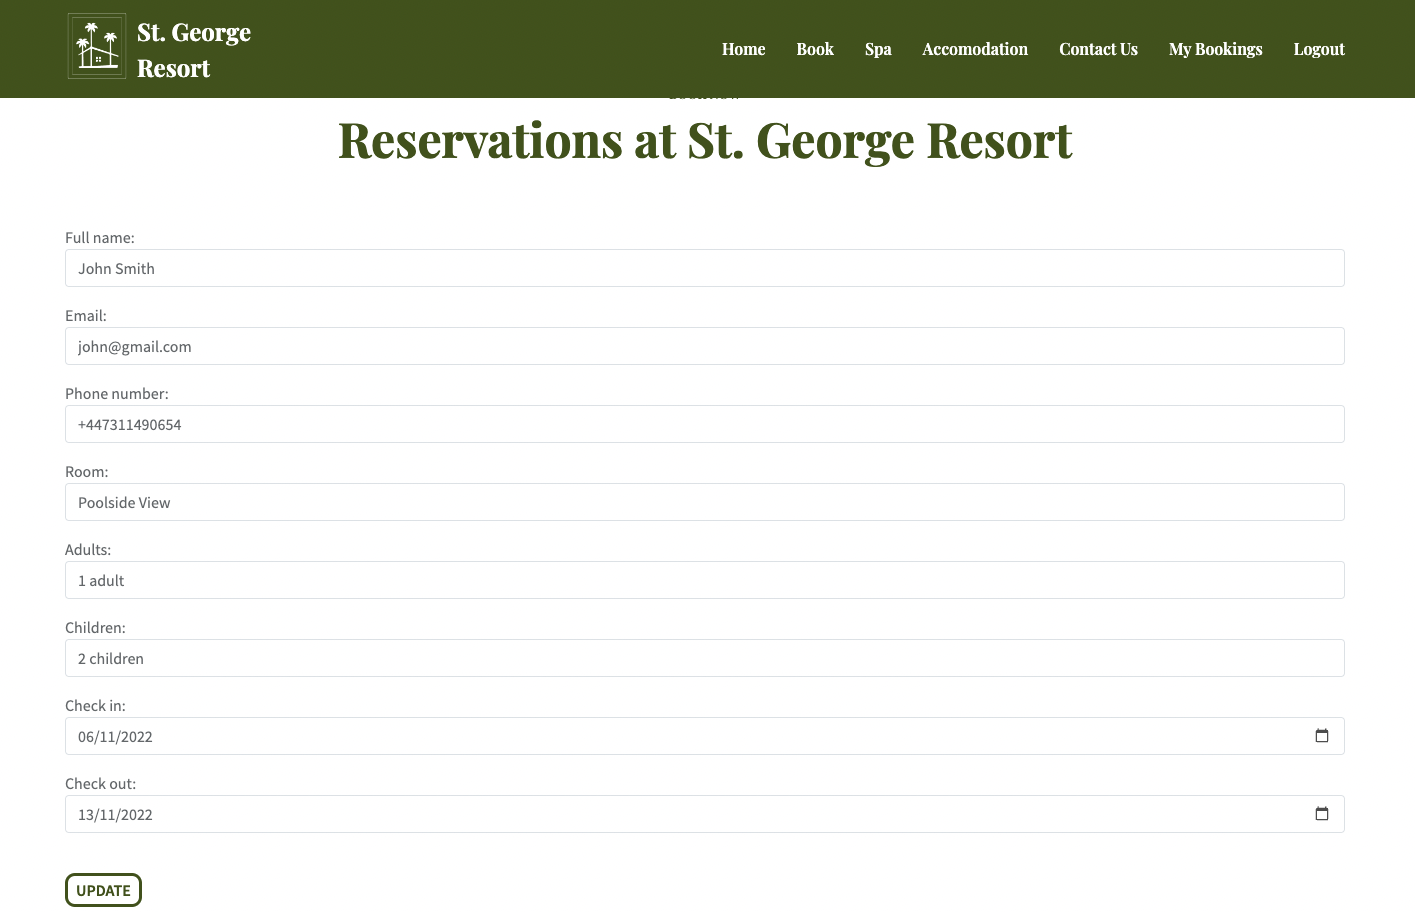 St. George
Resort
Home
Book
Spa
Accomodation
Contact Us
My Bookings
Logout
Reservations at St. George Resort
Full name:
John Smith
Email:
john@gmail.com
Phone number:
+447311490654
Room:
Poolside View
Adults:
1 adult
Children:
2 children
Check in:
06/11/2022
Check out:
13/11/2022
UPDATE